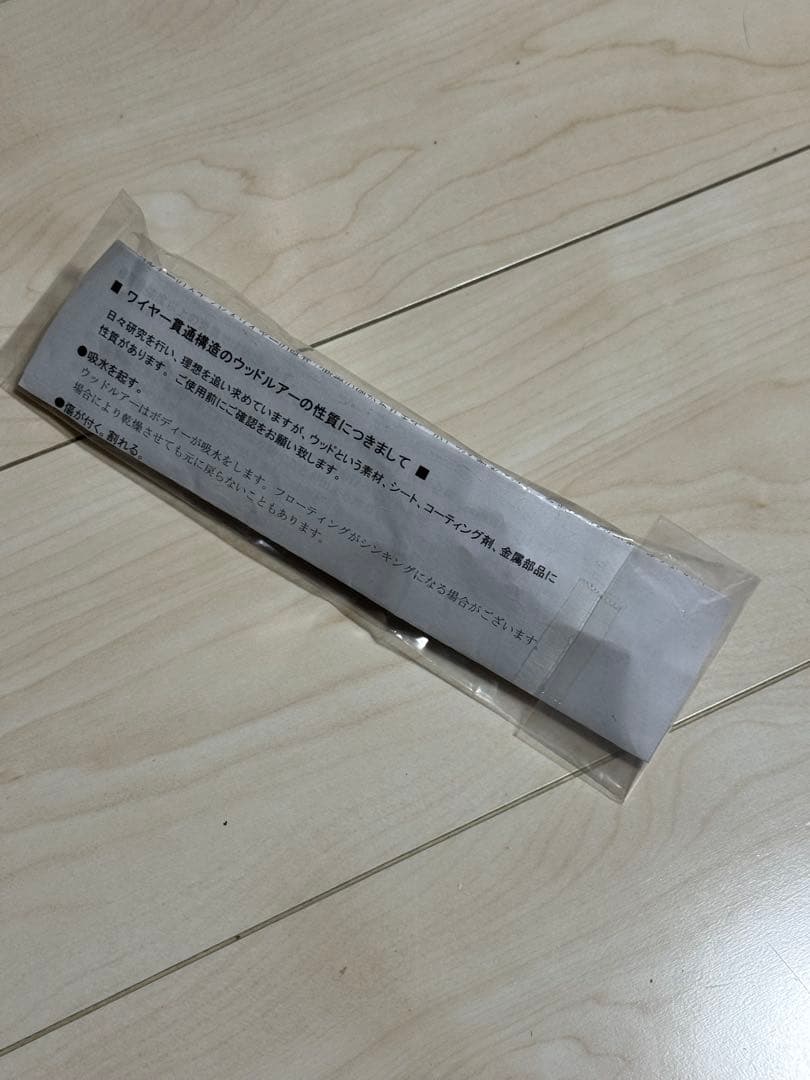 ■ ワイヤー貫通構造のウッドルアーの性質につきまして ■
日々研究を行い、理想を追い求めていますが、ウッドという素材、シート、コーティング剤、金属部品に
性質があります。ご使用前にご確認をお願い致します。
●吸水を起す。
ウッドルアーはボディーが吸水をします。フローティングがシンキングになる場合がございます。
場合により乾燥させても元に戻らないこともあります。
●傷が付く。割れる。